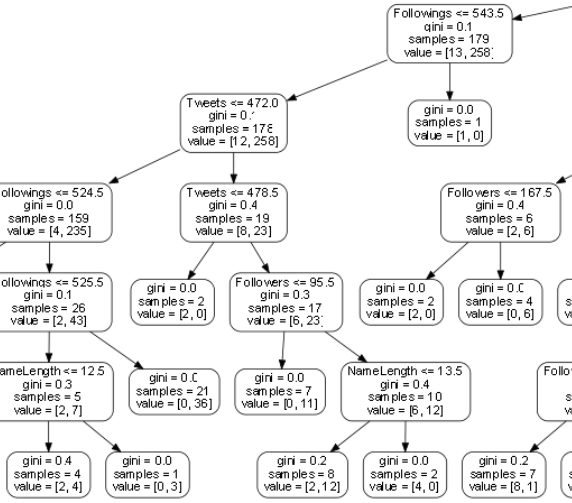 Followings <= 543.5
gini = 0.1
samples = 179
value = [13, 258]
Tweets <= 472.0
gini = 0.
samples = 178
value = [12, 258]
gini = 0.0
samples = 1
value = [1, 0]
ollowings <= 524.5
gini = 0.0
samples = 159
value = [4, 235]
Tweets <= 478.5
gini = 0.4
samples = 19
value = [8, 23]
Followers <= 167.5
gini = 0.4
samples = 6
value = [2, 6]
ollowings <= 525.5
gini = 0.1
samples = 26
value = [2, 43]
gini = 0.0
samples = 2
value = [2, 0]
Followers <= 95.5
gini = 0.3
samples = 17
value = [6, 23]
gini = 0.0
samples = 2
value = [2, 0]
gini = 0.0
samples = 4
value = [0, 6]
ameLength <= 12.5
gini = 0.3
samples = 5
value = [2, 7]
gini = 0.0
samples = 21
value = [0, 36]
gini = 0.0
samples = 7
value = [0, 11]
NameLength <= 13.5
gini = 0.4
samples = 10
value = [6, 12]
Follo
gini = 0.4
samples = 4
value = [2, 4]
gini = 0.0
samples = 1
value = [0, 3]
gini = 0.2
samples = 8
value = [2, 12]
gini = 0.0
samples = 2
value = [4, 0]
gini = 0.2
samples = 7
value = [8, 1]